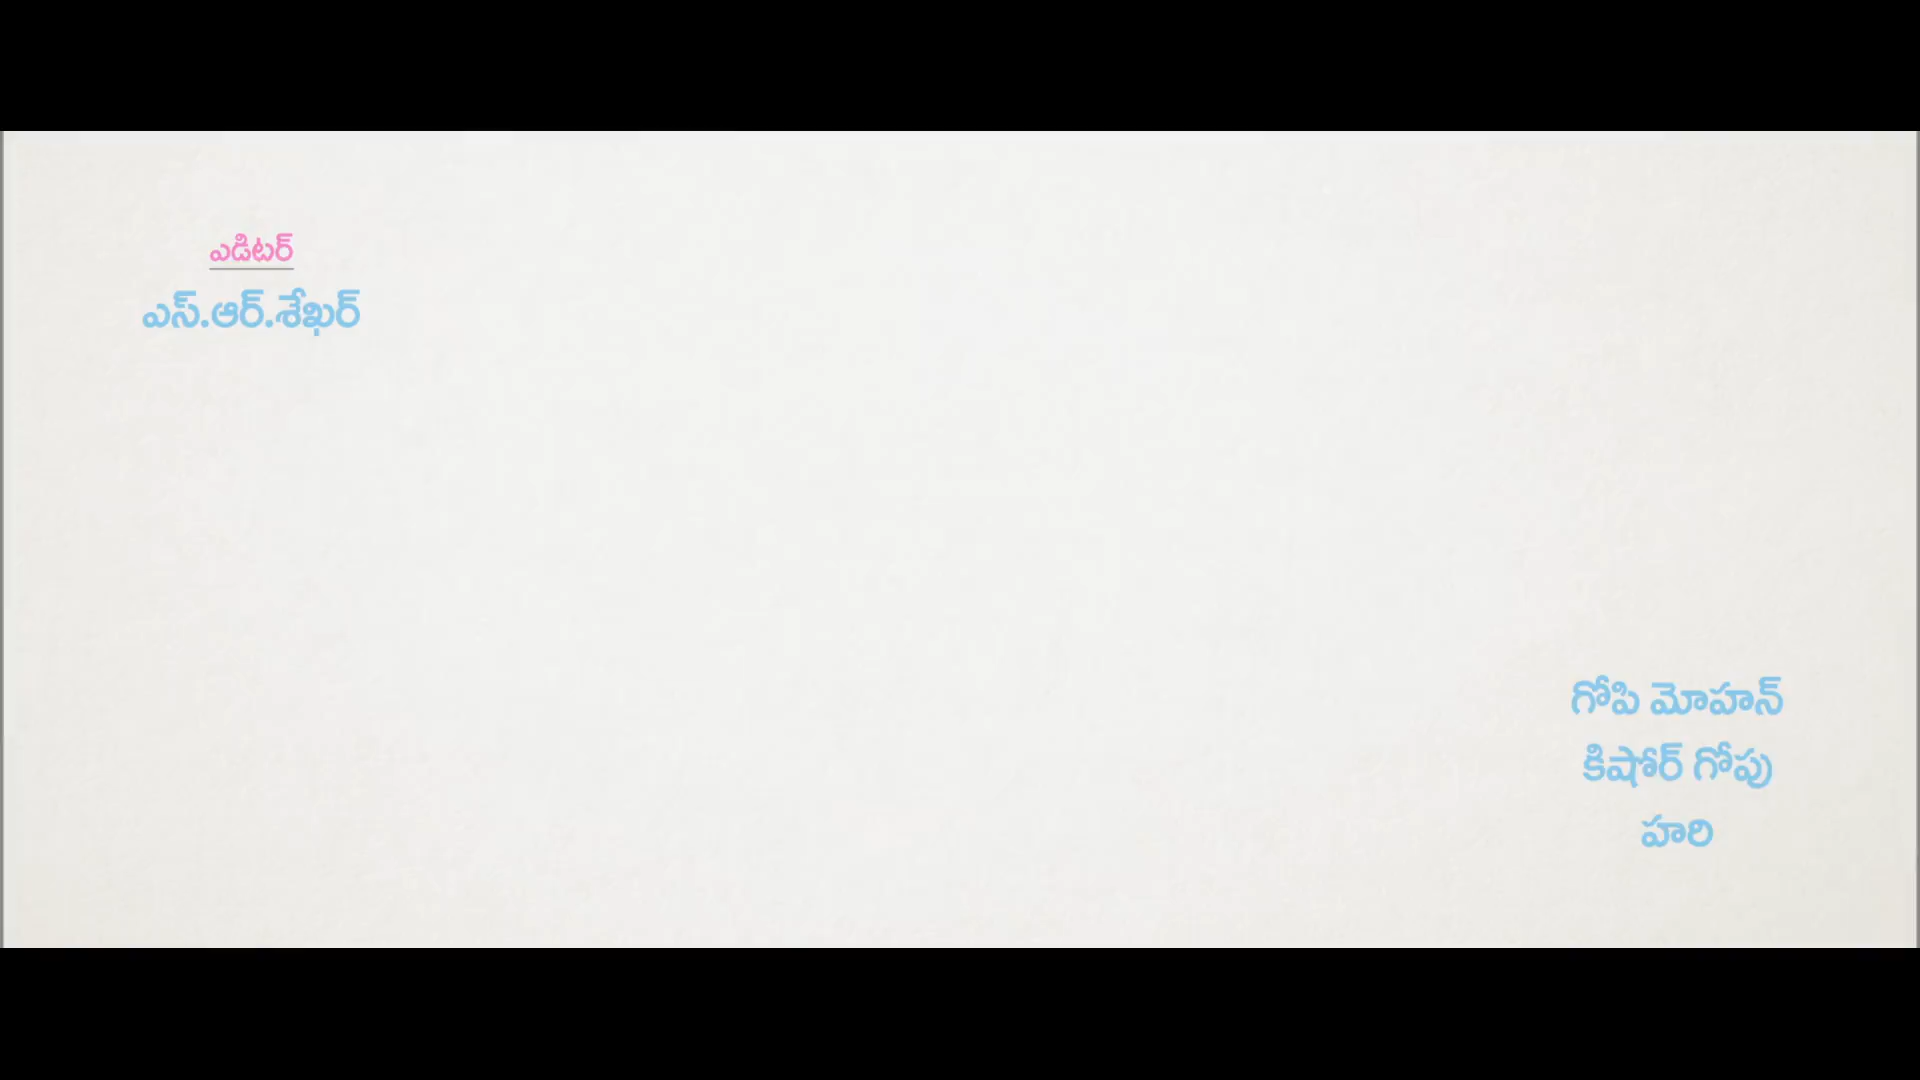 ఎడిటర్
ఎస్.ఆర్.శేఖర్
గోపి మోహన్
కిషోర్ గోపు
హరి